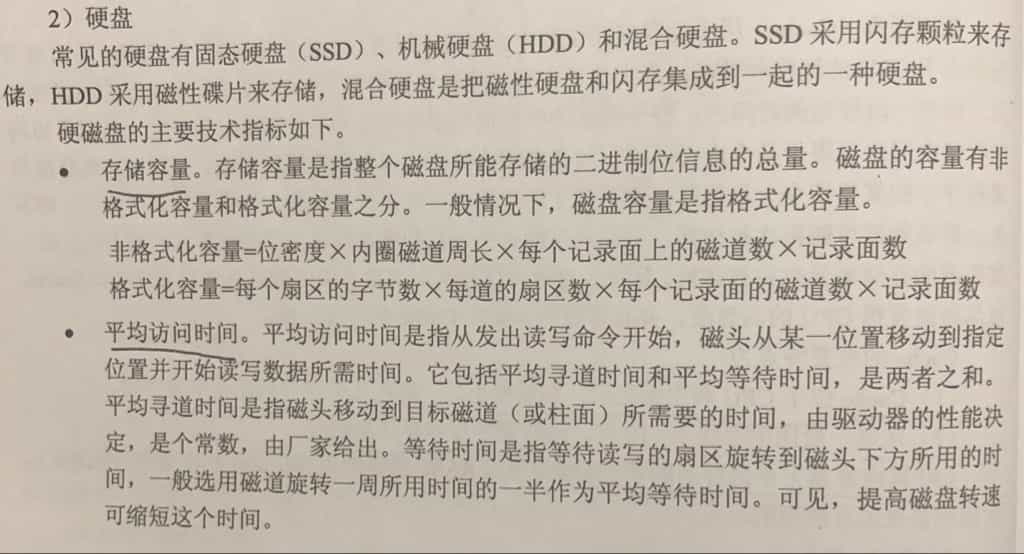 2）硬盘
常见的硬盘有固态硬盘（SSD）、机械硬盘（HDD）和混合硬盘。SSD 采用闪存颗粒来存
储，HDD 采用磁性碟片来存储，混合硬盘是把磁性硬盘和闪存集成到一起的一种硬盘。
硬磁盘的主要技术指标如下。
• 存储容量。存储容量是指整个磁盘所能存储的二进制位信息的总量。磁盘的容量有非
格式化容量和格式化容量之分。一般情况下，磁盘容量是指格式化容量。
非格式化容量=位密度×内圈磁道周长×每个记录面上的磁道数×记录面数
格式化容量=每个扇区的字节数×每道的扇区数×每个记录面的磁道数×记录面数
• 平均访问时间。平均访问时间是指从发出读写命令开始，磁头从某一位置移动到指定
位置并开始读写数据所需时间。它包括平均寻道时间和平均等待时间，是两者之和。
平均寻道时间是指磁头移动到目标磁道（或柱面）所需要的时间，由驱动器的性能决
定，是个常数，由厂家给出。等待时间是指等待读写的扇区旋转到磁头下方所用的时
间，一般选用磁道旋转一周所用时间的一半作为平均等待时间。可见，提高磁盘转速
可缩短这个时间。